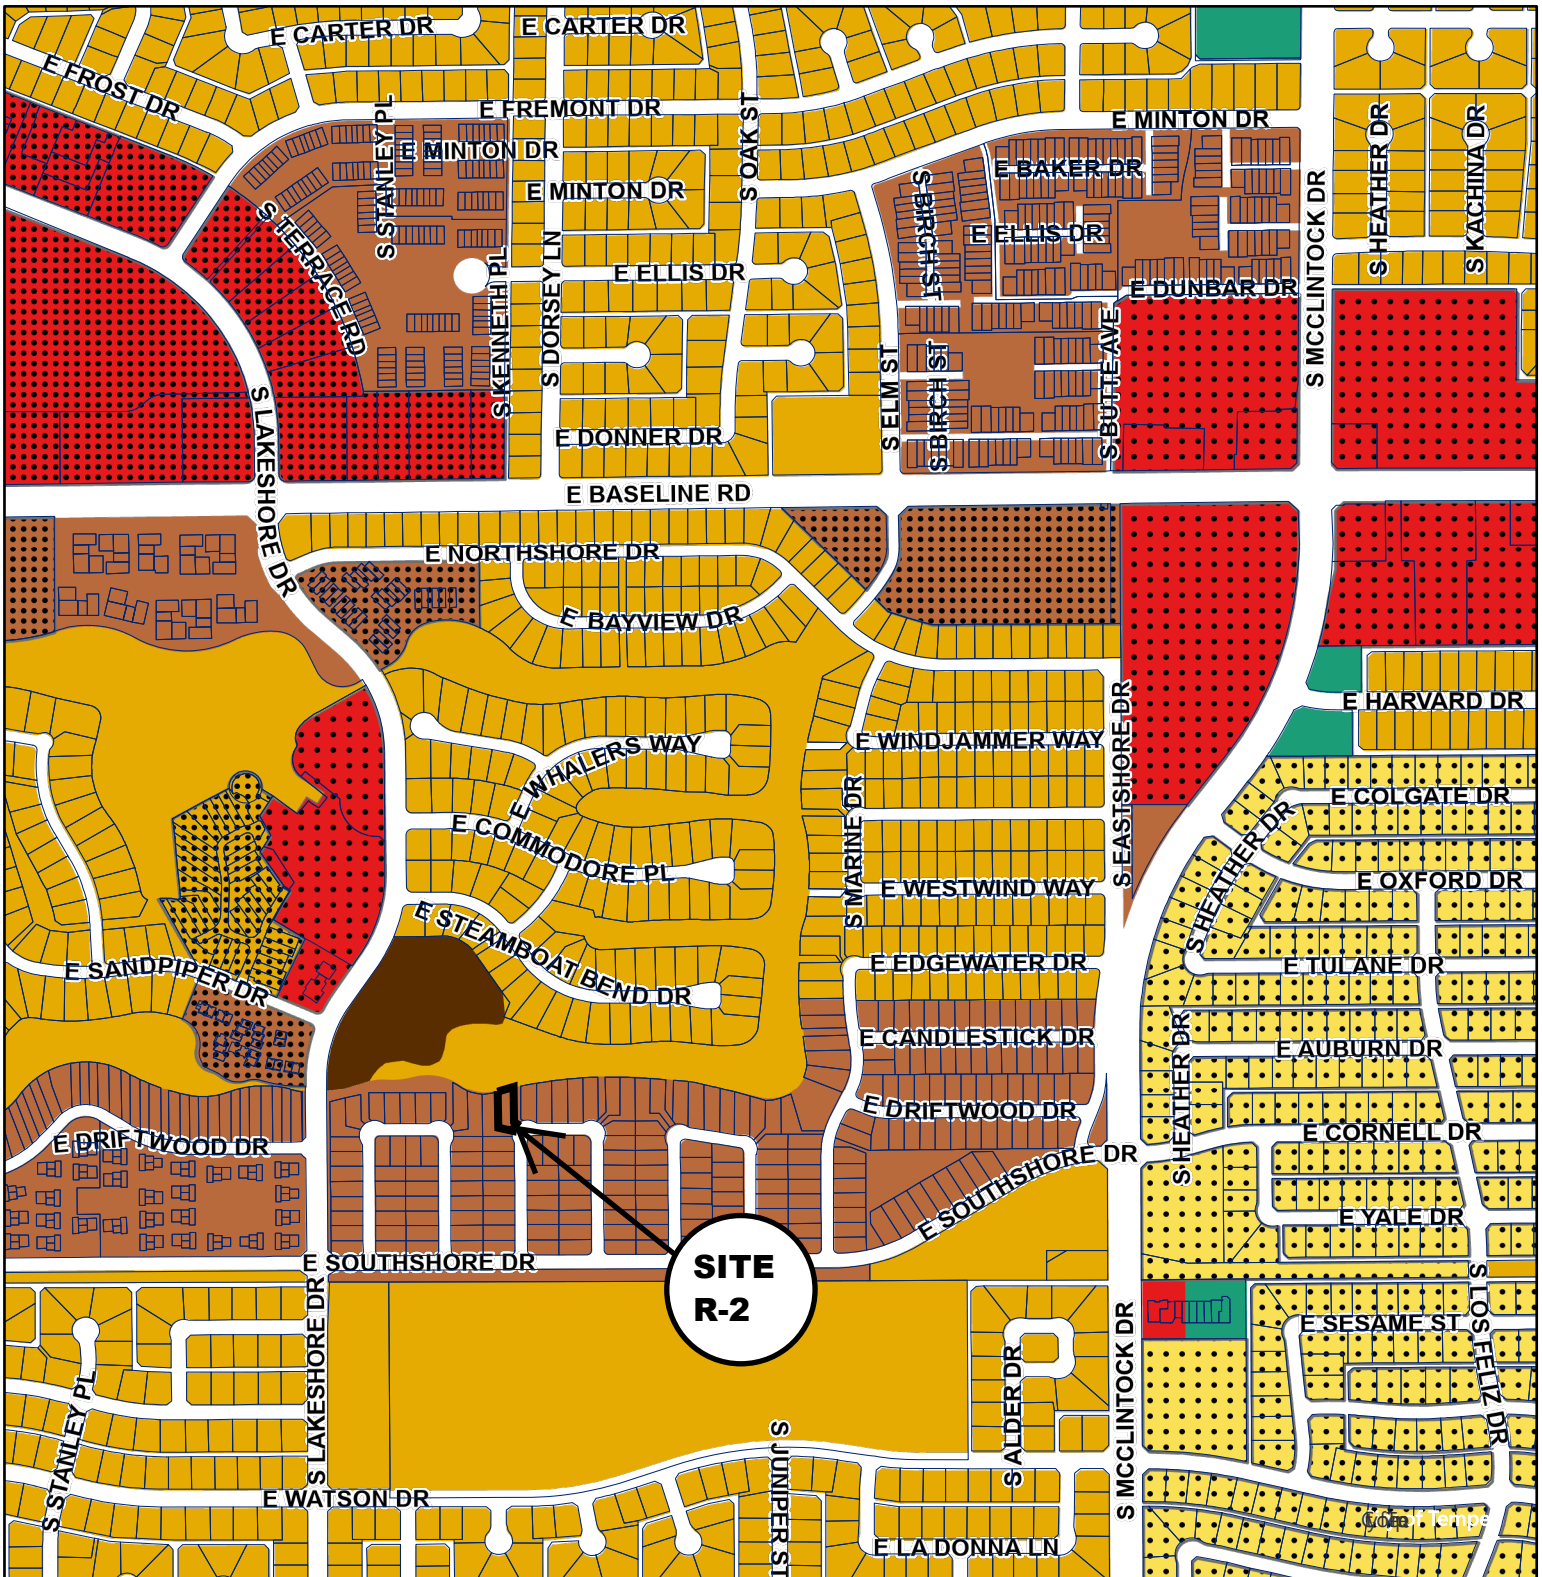 E CARTER DR
E CARTER DR
E FROST DR
E FREMONT DR
S STANLEY PL
E MINTON DR
S OAK ST
E MINTON DR
E MINTON DR
E BAKER DR
S HEATHER DR
S KACHINA DR
S BIRCH ST
S MCCLINTOCK DR
S TERRACE RD
E ELLIS DR
S KENNETH PL
S DORSEY LN
E ELLIS DR
E DUNBAR DR
S ELM ST
S BIRCH ST
S BUTTE AVE
S LAKESHORE DR
E DONNER DR
E BASELINE RD
E NORTHSHORE DR
E BAYVIEW DR
S EASTSHORE DR
E HARVARD DR
E WHALERS WAY
E WINDJAMMER WAY
S MARINE DR
E COLGATE DR
E COMMODORE PL
S HEATHER DR
E WESTWIND WAY
E OXFORD DR
E STEAMBOAT BEND DR
E SANDPIPER DR
E EDGEWATER DR
E TULANE DR
E CANDLESTICK DR
S HEATHER DR
E AUBURN DR
E DRIFTWOOD DR
E DRIFTWOOD DR
E CORNELL DR
E SOUTHSHORE DR
E YALE DR
E SOUTHSHORE DR
SITE
R-2
S LAKESHORE DR
S MCCLINTOCK DR
S LOS FELIZ DR
E SESAME ST
S ALDER DR
S STANLEY PL
S JUNIPER ST
E WATSON DR
of Tempe
E LA DONNA LN